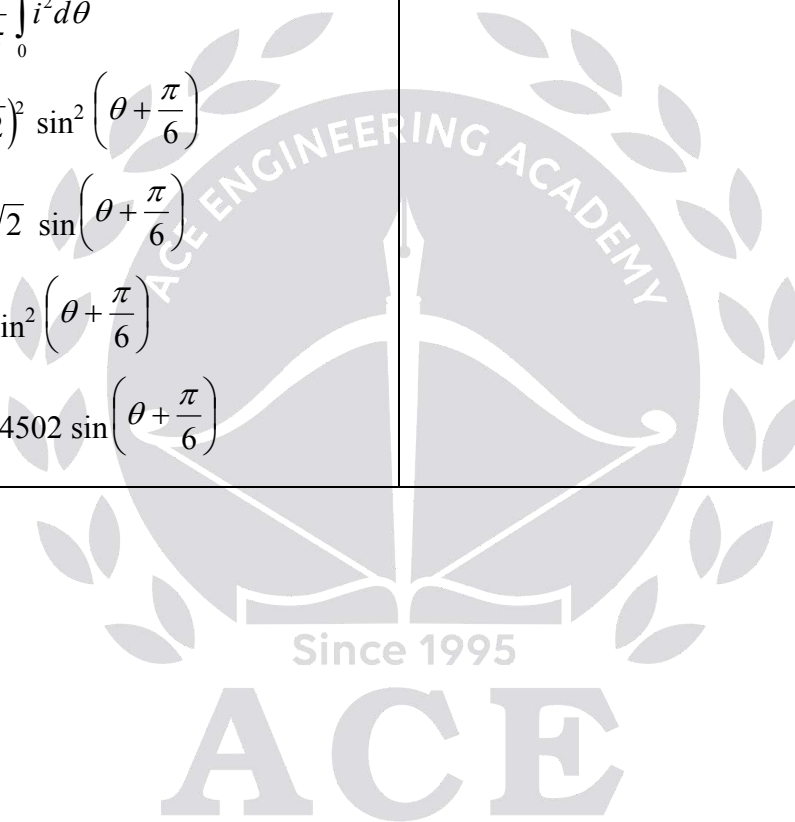 ∫₀ i²dθ
)² sin² (θ + π/6)
√2 sin(θ + π/6)
in² (θ + π/6)
4502 sin(θ + π/6)
ACE ENGINEERING ACADEMY
Since 1995
ACE